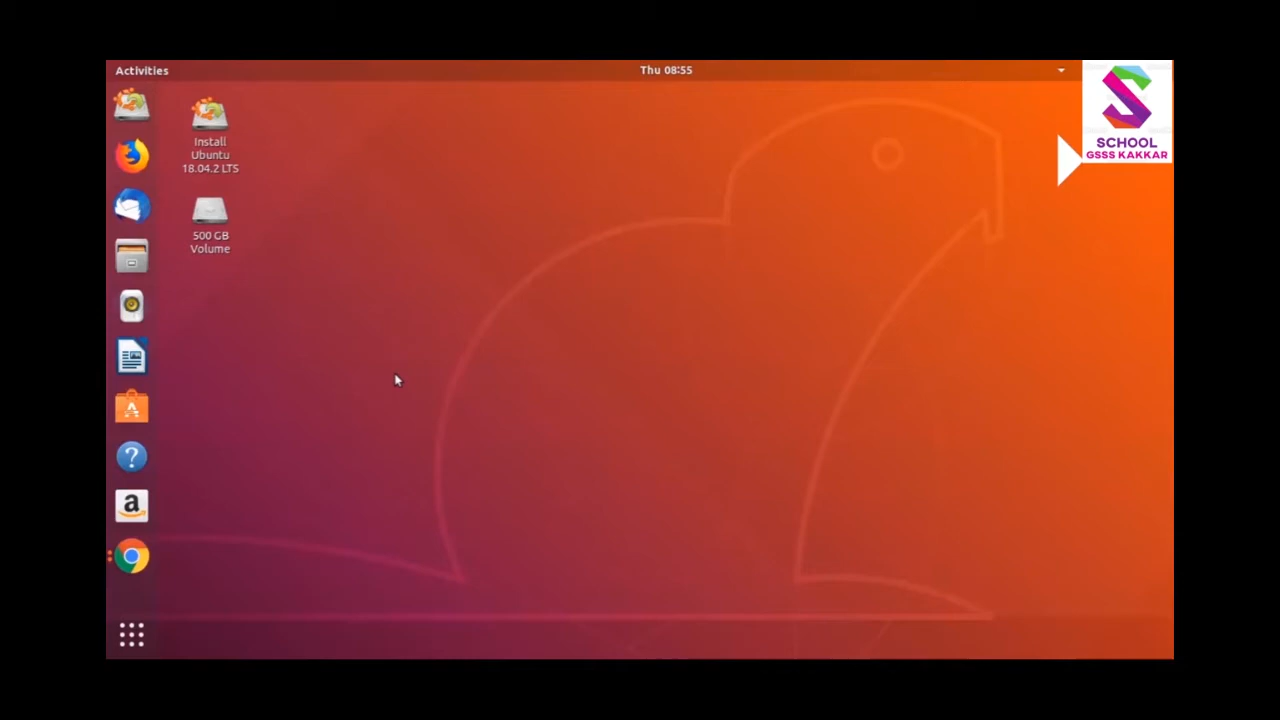 Activities
Thu 08:55
SCHOOL
GSSS KAKKAR
Install
Ubuntu
18.04.2 LTS
500 GB
Volume